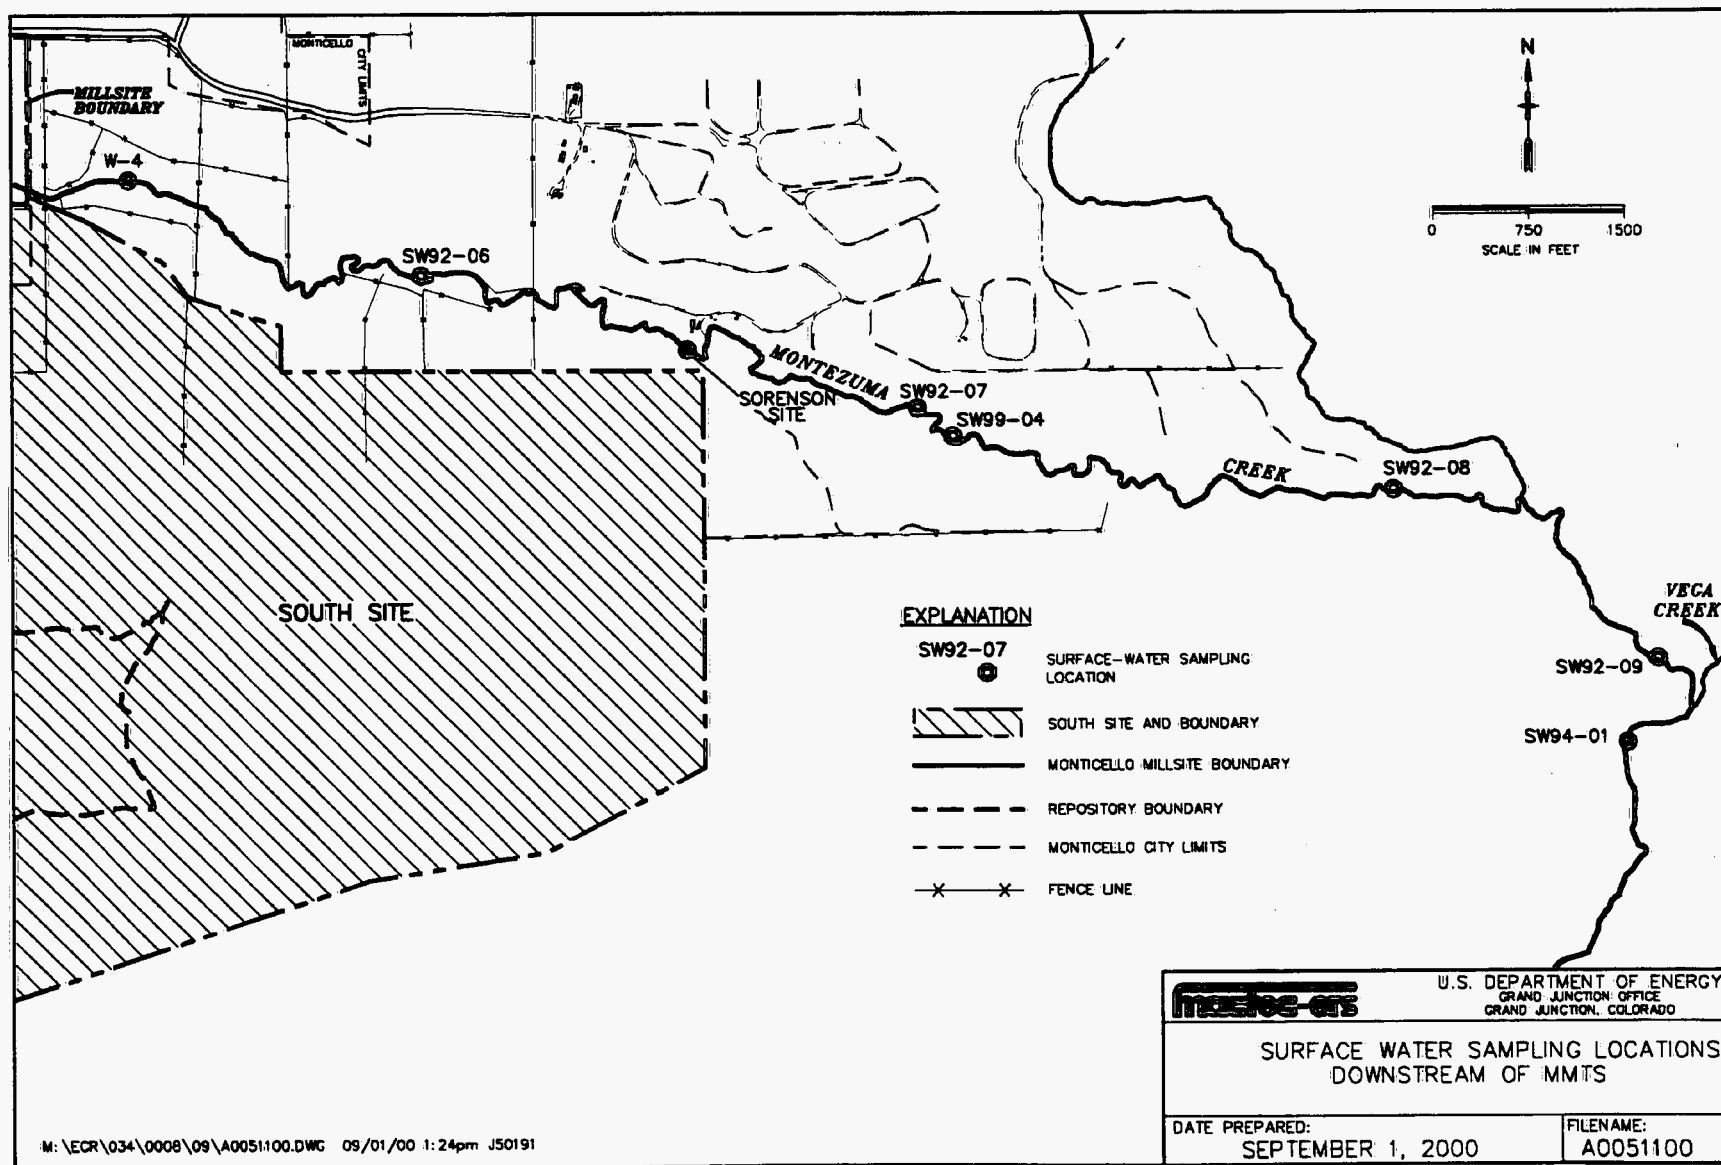 MONTICELLO
CITY LIMITS
MILLSITE
BOUNDARY
N
W-4
0 750 1500
SCALE IN FEET
SW92-06
MONTEZUMA
SW92-07
SORENSON
SITE
SW99-04
CREEK
SW92-08
SOUTH SITE
VEGA
CREEK
SW92-09
SW94-01
EXPLANATION
SW92-07
SURFACE-WATER SAMPLING
LOCATION
SOUTH SITE AND BOUNDARY
MONTICELLO MILLSITE BOUNDARY
REPOSITORY BOUNDARY
MONTICELLO CITY LIMITS
FENCE LINE
U.S. DEPARTMENT OF ENERGY
GRAND JUNCTION OFFICE
GRAND JUNCTION, COLORADO
SURFACE WATER SAMPLING LOCATIONS
DOWNSTREAM OF MMTS
DATE PREPARED:
SEPTEMBER 1, 2000
FILENAME:
A0051100
M:\ECR\034\0008\09\A0051100.DWG 09/01/00 1:24pm J50191